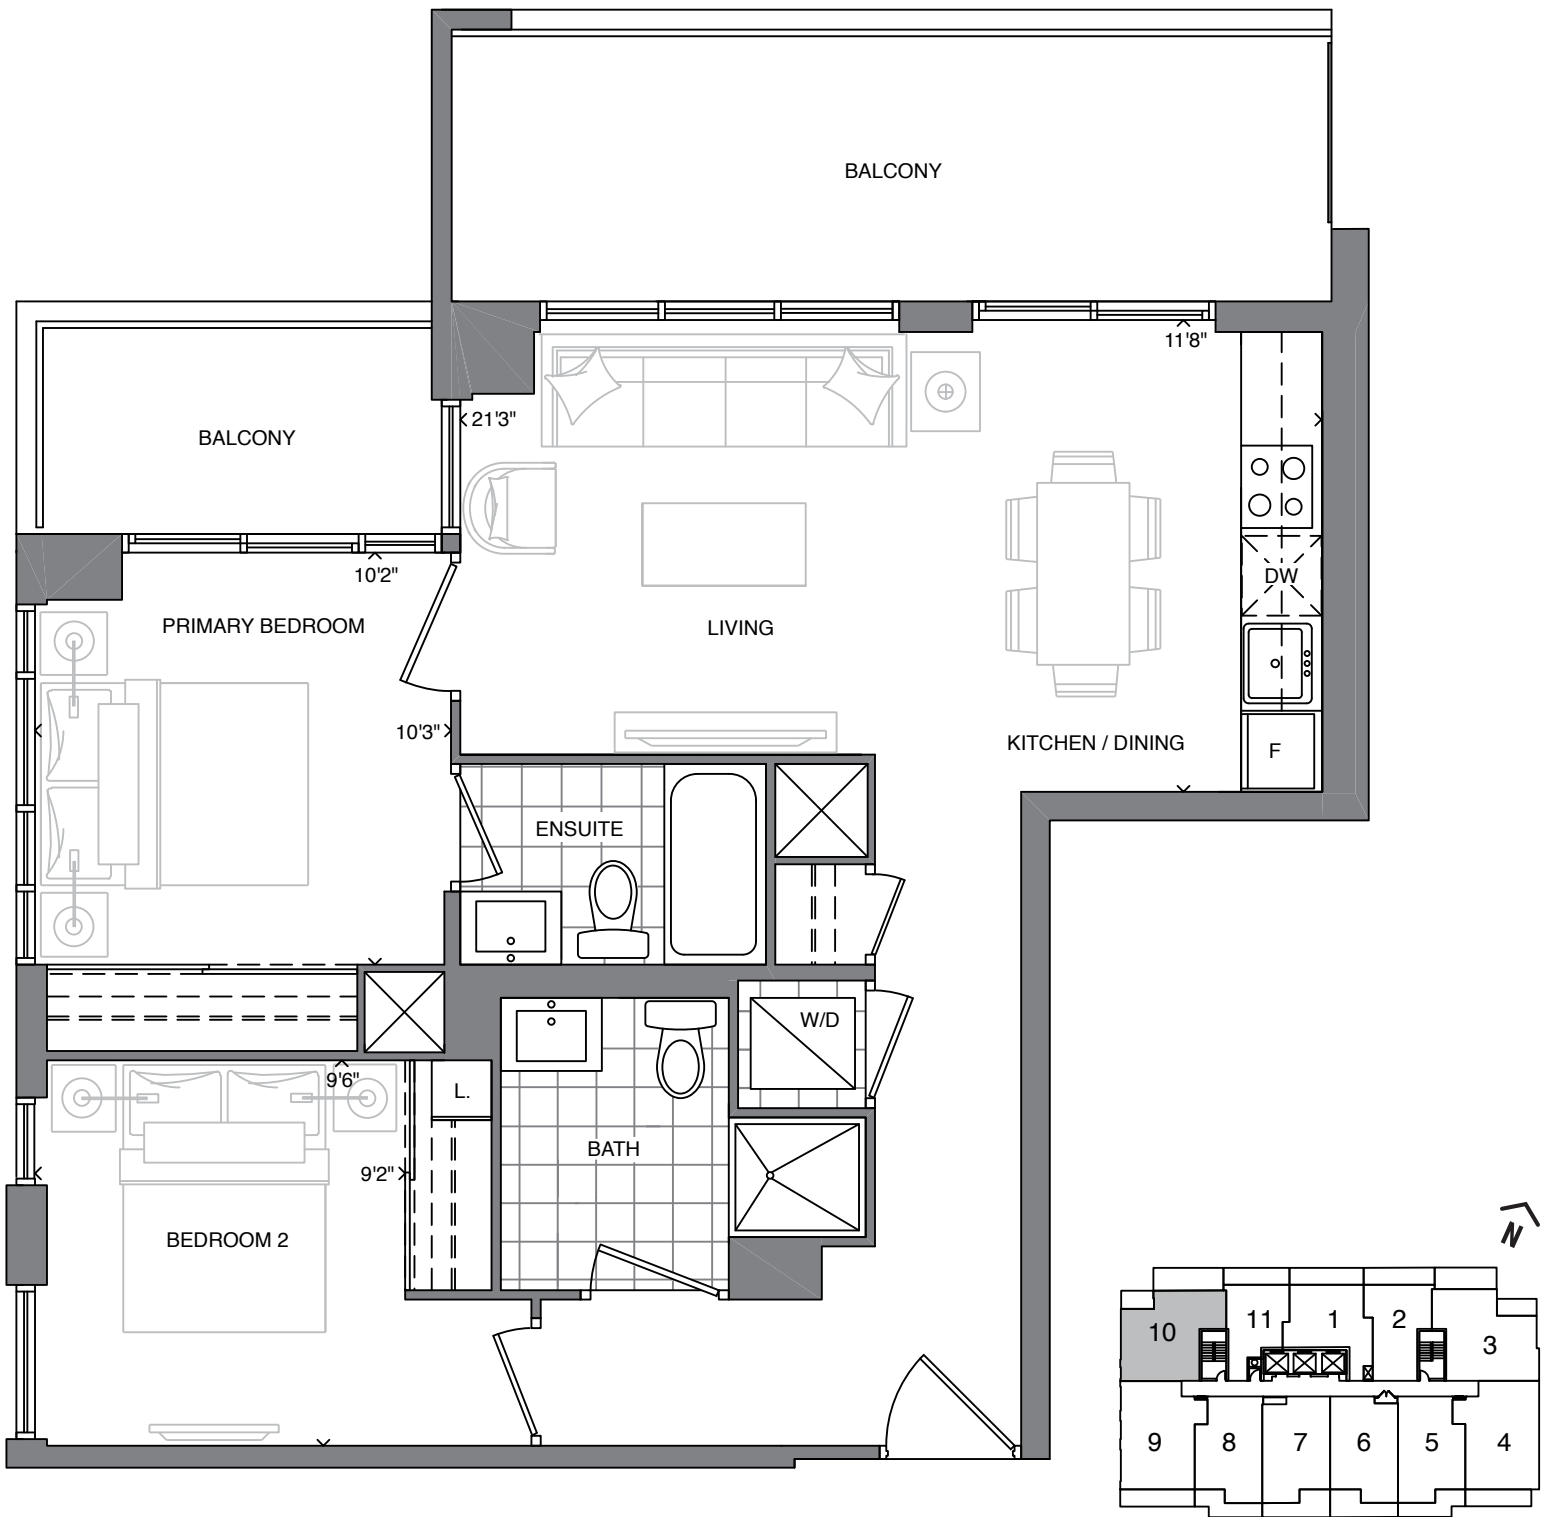 BALCONY
11'8"
21'3"
BALCONY
DW
10'2"
PRIMARY BEDROOM
LIVING
10'3"
KITCHEN / DINING
F
ENSUITE
W/D
9'6"
L.
BATH
9'2"
BEDROOM 2
N
10
11
1
2
3
9
8
7
6
5
4